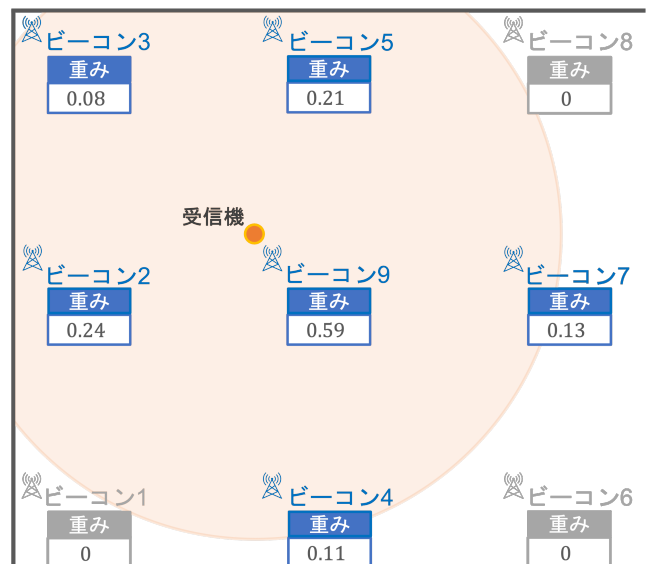 ビーコン3
重み
0.08
ビーコン5
重み
0.21
ビーコン8
重み
0
受信機
ビーコン2
重み
0.24
ビーコン9
重み
0.59
ビーコン7
重み
0.13
ビーコン1
重み
0
ビーコン4
重み
0.11
ビーコン6
重み
0